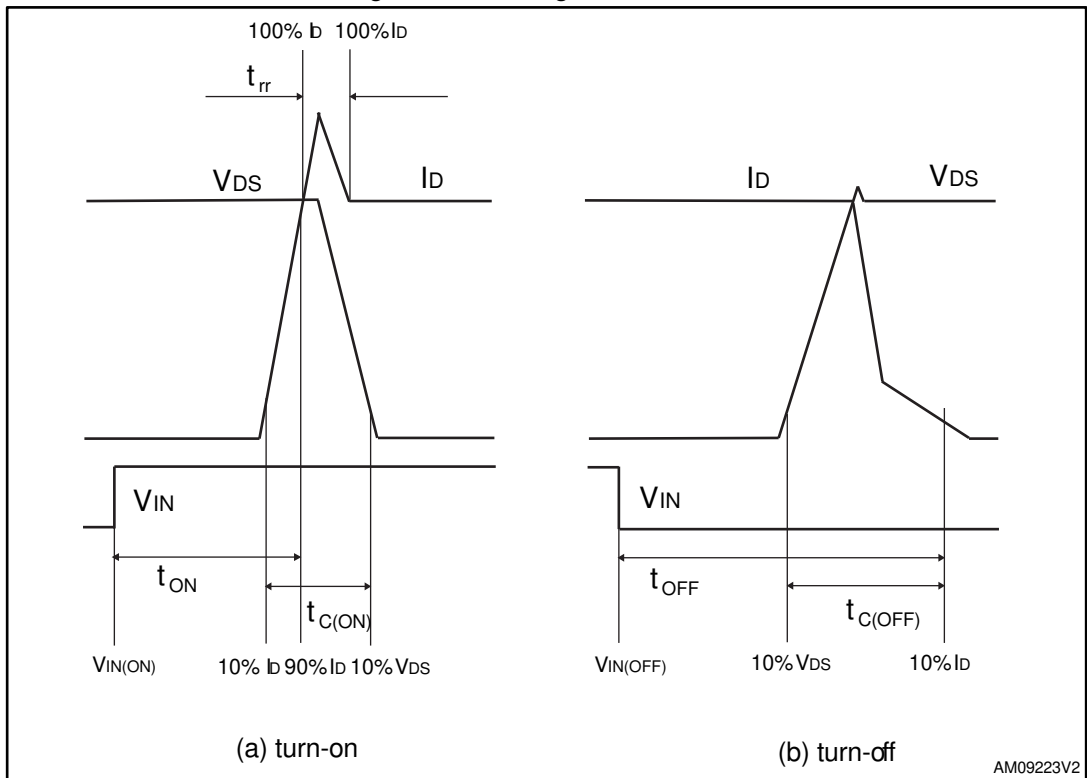 100% ID 100% ID
trr
VDS ID
VIN
tON
tC(ON)
VIN(ON) 10% ID 90% ID 10% VDS
(a) turn-on
ID VDS
VIN
tOFF
tC(OFF)
VIN(OFF) 10% VDS 10% ID
(b) turn-off
AM09223V2